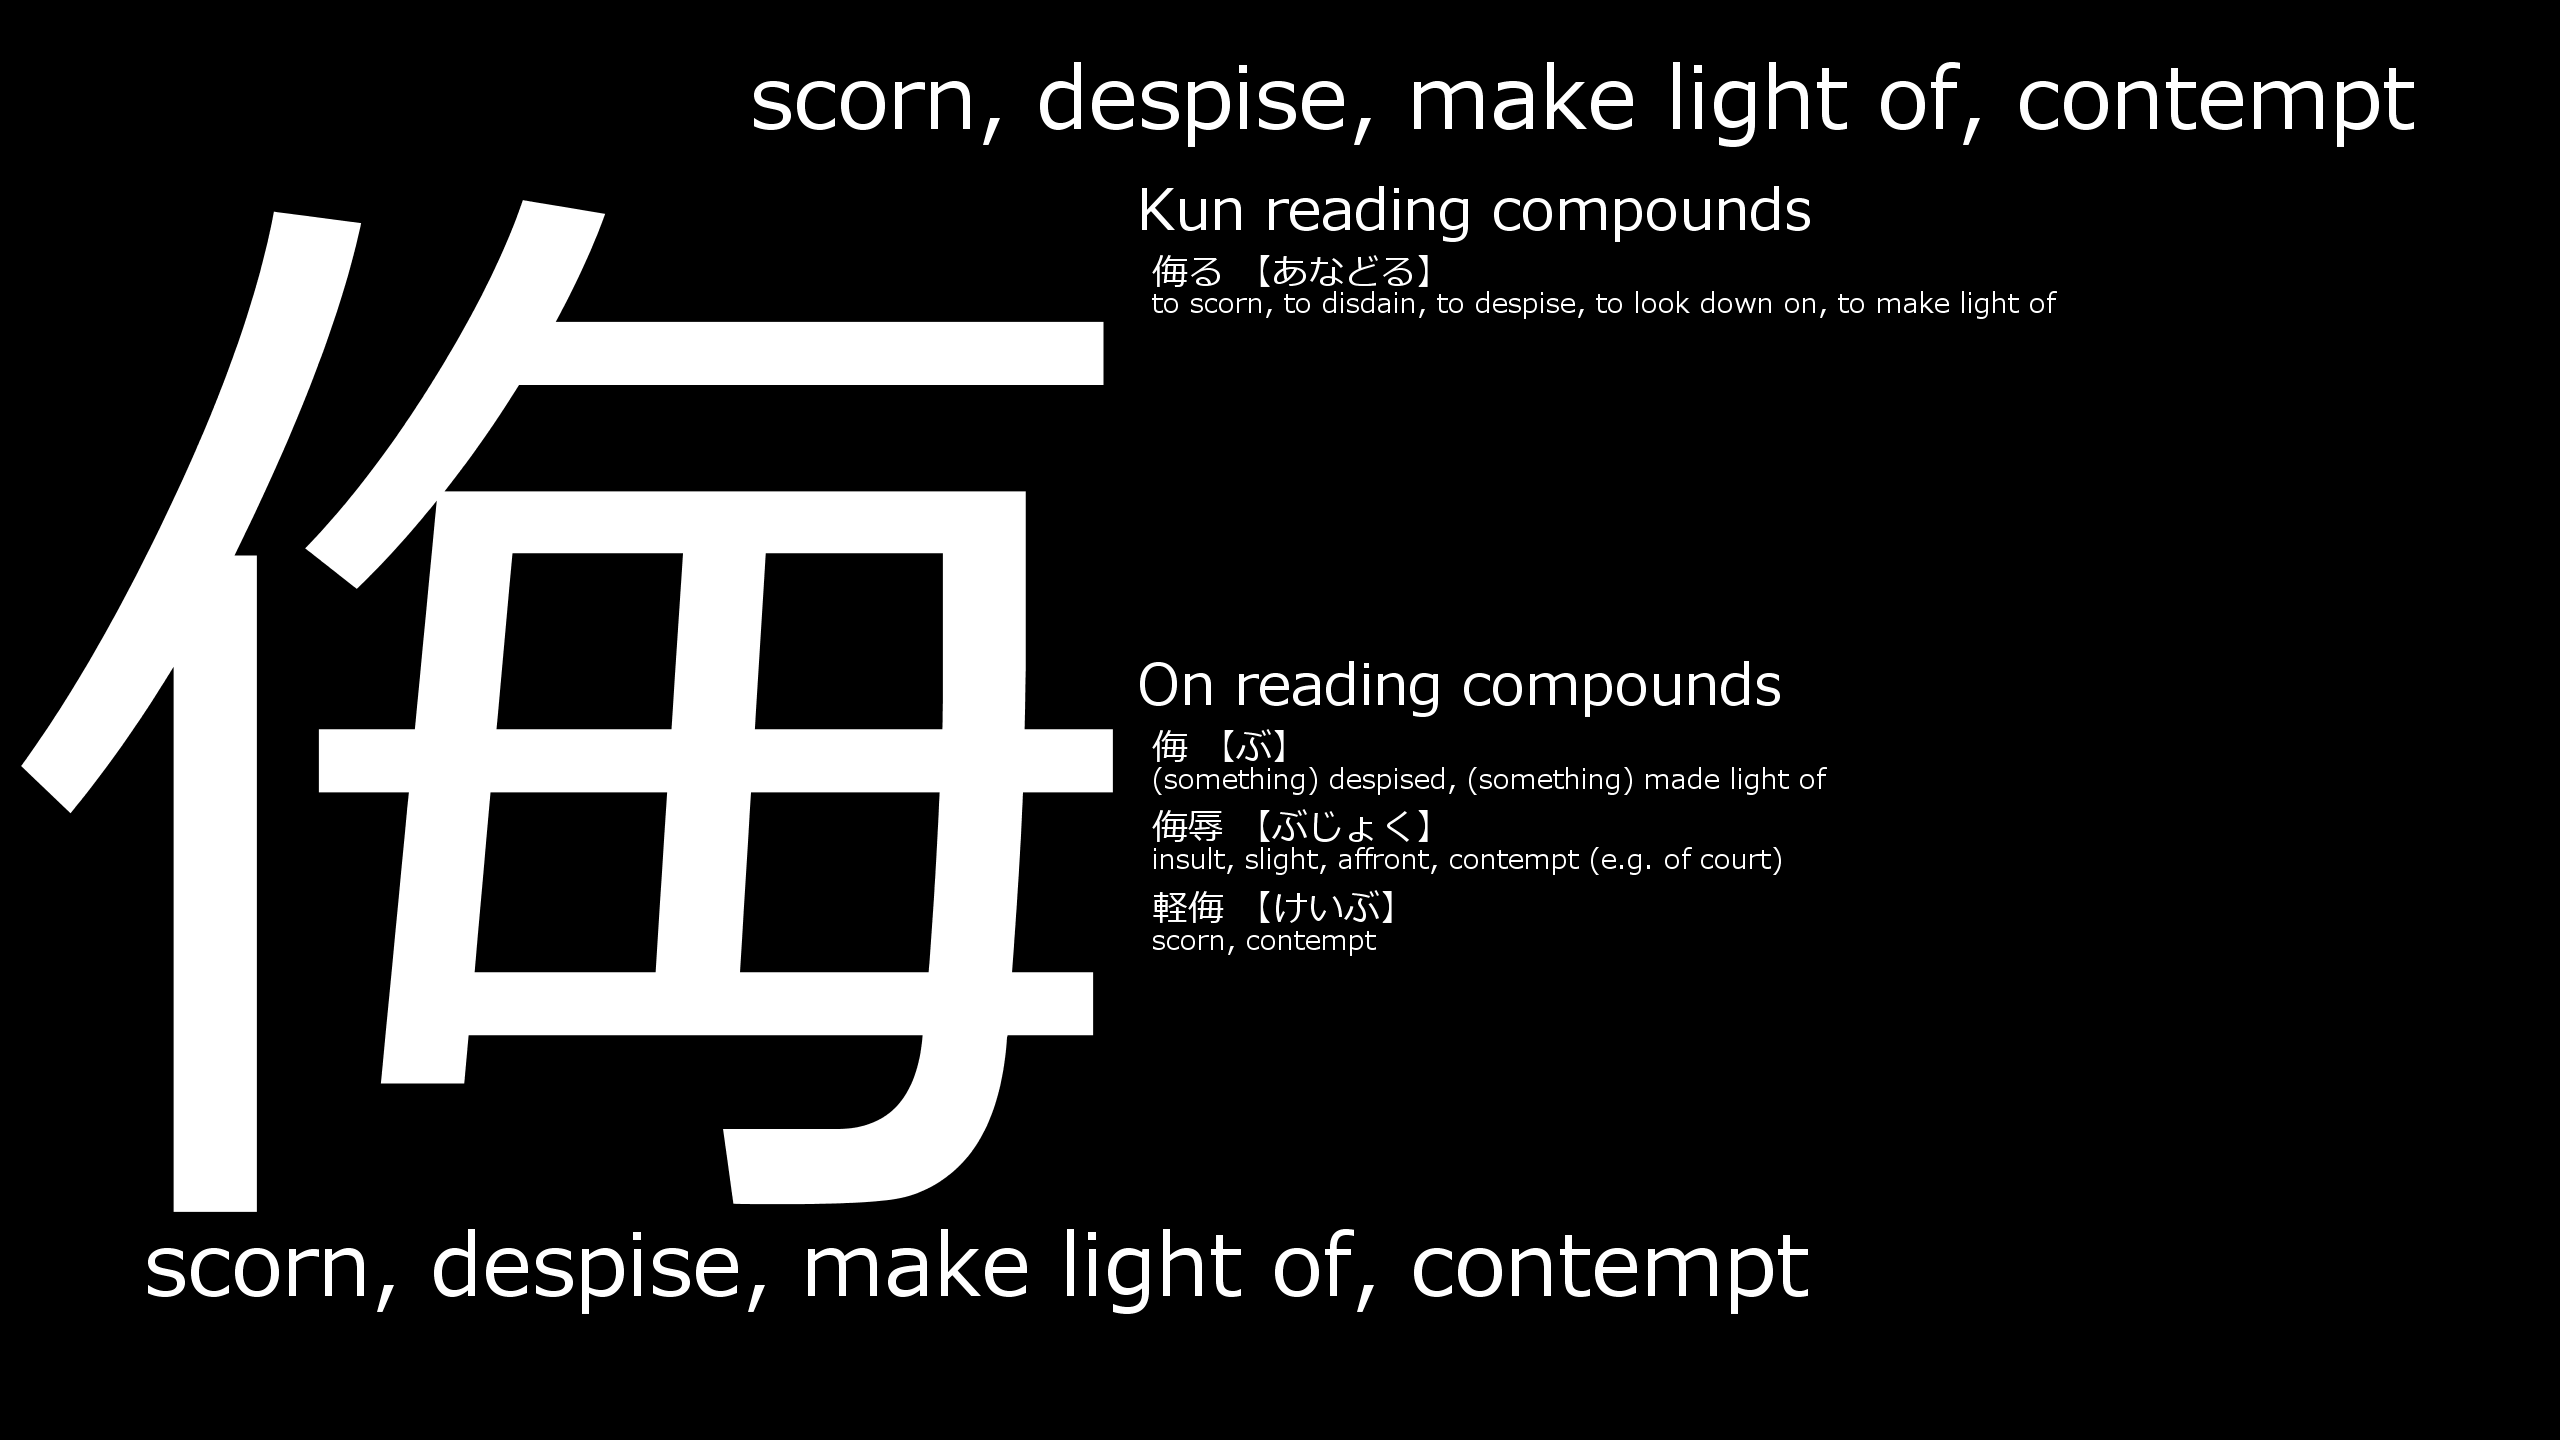 scorn, despise, make light of, contempt
侮
Kun reading compounds
侮る 【あなどる】
to scorn, to disdain, to despise, to look down on, to make light of
On reading compounds
侮 【ぶ】
(something) despised, (something) made light of
侮辱 【ぶじょく】
insult, slight, affront, contempt (e.g. of court)
軽侮 【けいぶ】
scorn, contempt
scorn, despise, make light of, contempt